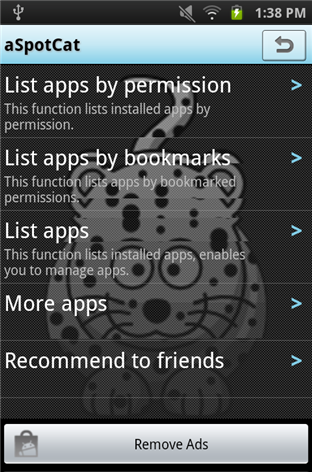 1:38 PM
aSpotCat
List apps by permission
>
This function lists installed apps by
permission.
List apps by bookmarks
>
This function lists apps by bookmarked
permissions.
List apps
>
This function lists installed apps, enables
you to manage apps.
More apps
>
Recommend to friends
>
Remove Ads